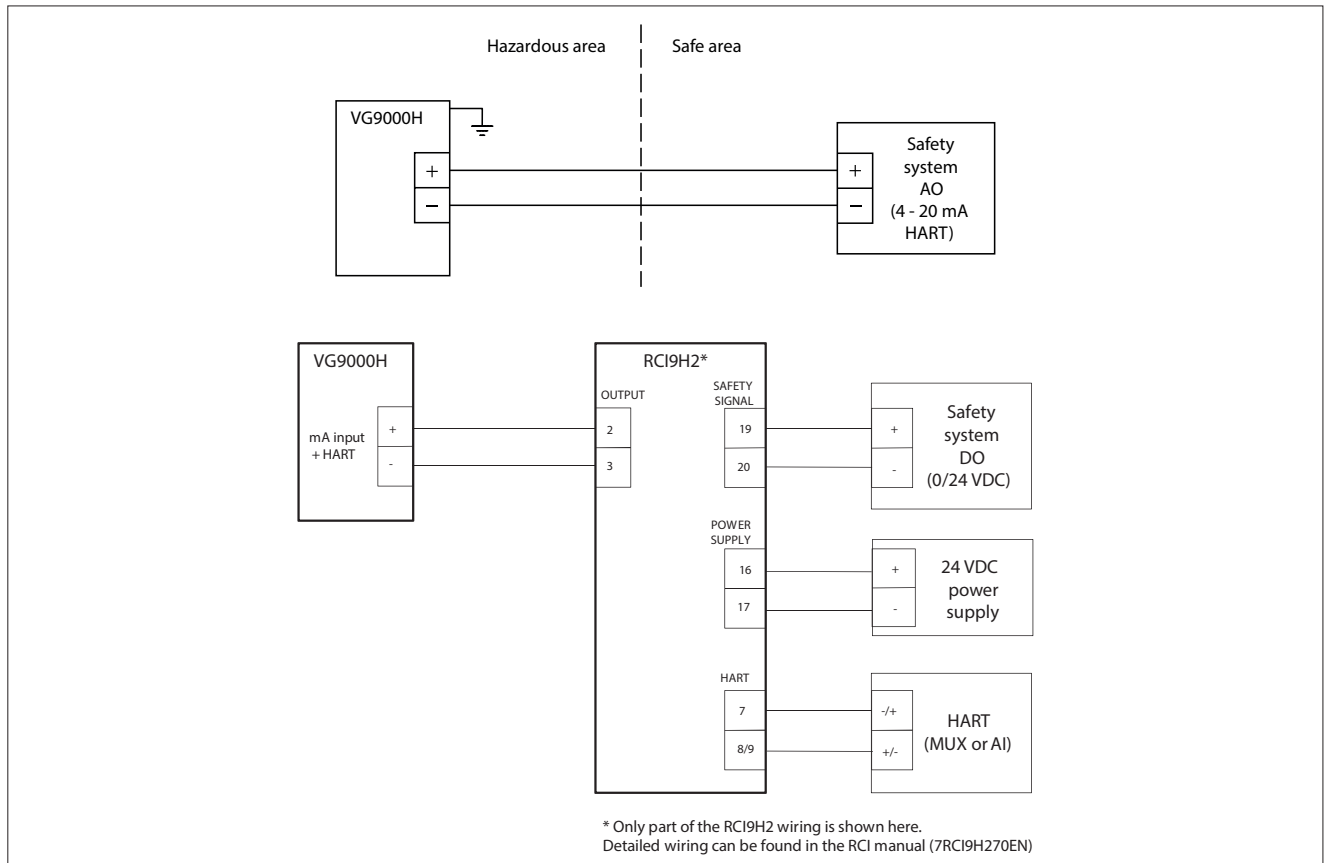 Hazardous area
Safe area
VG9000H
+
−
+
−
Safety
system
AO
(4 - 20 mA
HART)
VG9000H
mA input
+ HART
+
-
RCI9H2*
OUTPUT
2
3
SAFETY
SIGNAL
19
20
+
-
Safety
system
DO
(0/24 VDC)
POWER
SUPPLY
16
17
+
-
24 VDC
power
supply
HART
7
8/9
-/+
+/-
HART
(MUX or AI)
* Only part of the RCI9H2 wiring is shown here.
Detailed wiring can be found in the RCI manual (7RCI9H270EN)